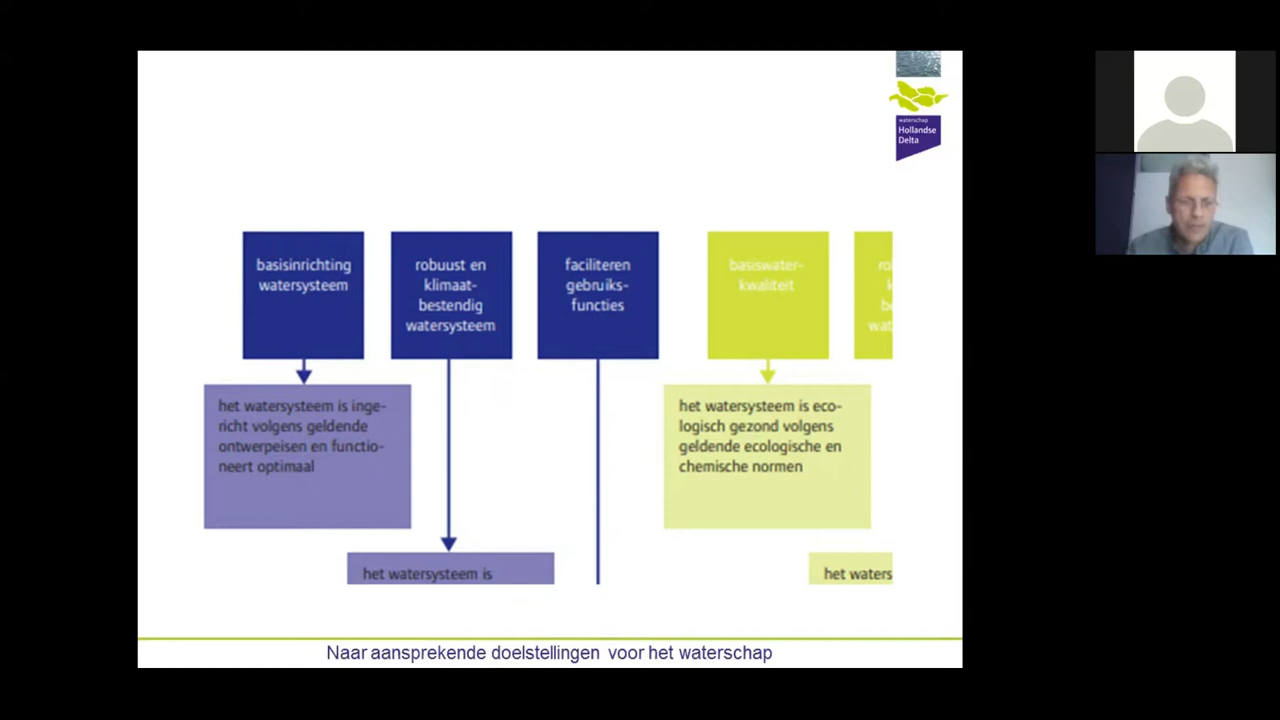 waterschap
Hollandse
Delta
basisinrichting
watersysteem
robuust en
klimaat-
bestendig
watersysteem
faciliteren
gebruiks-
functies
basiswater-
kwaliteit
het watersysteem is inge-
richt volgens geldende
ontwerpeisen en functio-
neert optimaal
het watersysteem is eco-
logisch gezond volgens
geldende ecologische en
chemische normen
het watersysteem is
het waters
Naar aansprekende doelstellingen voor het waterschap